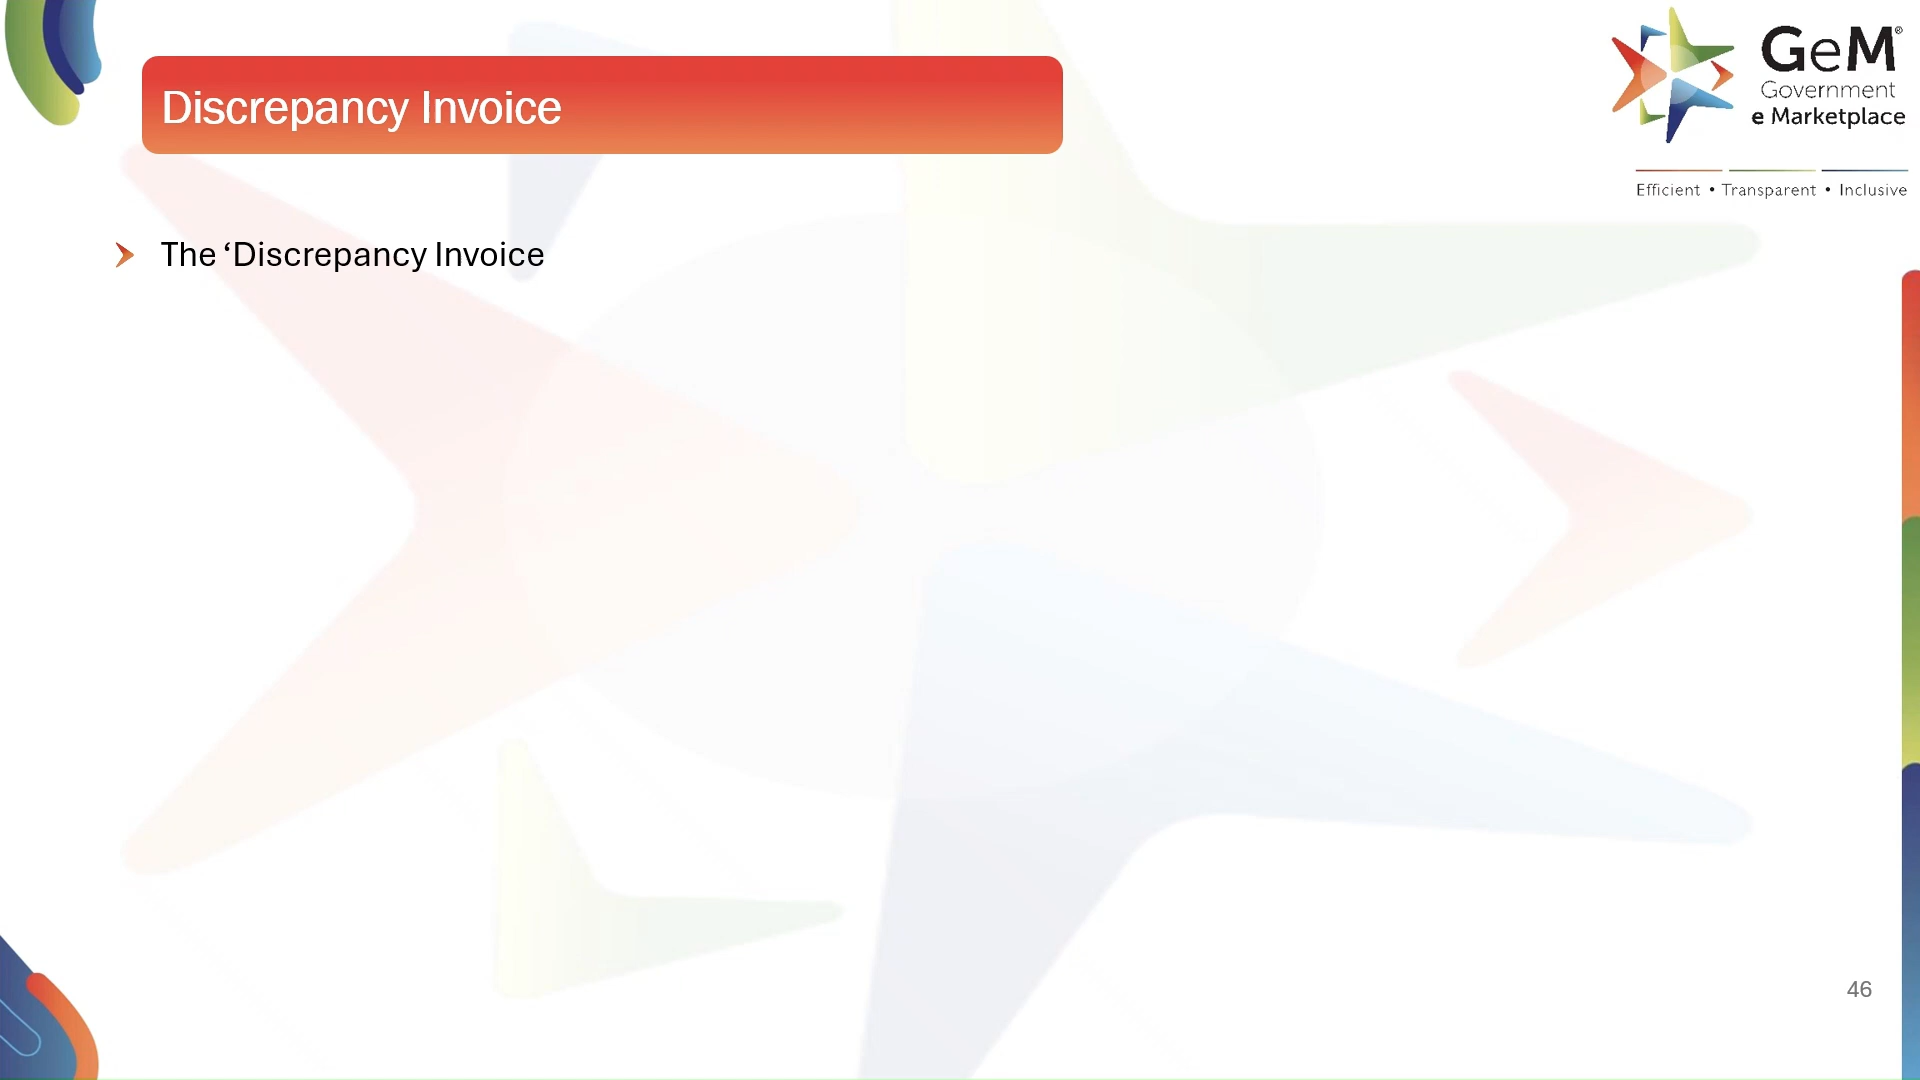 Discrepancy Invoice
GeM®
Government
e Marketplace
Efficient • Transparent • Inclusive
The ‘Discrepancy Invoice
46